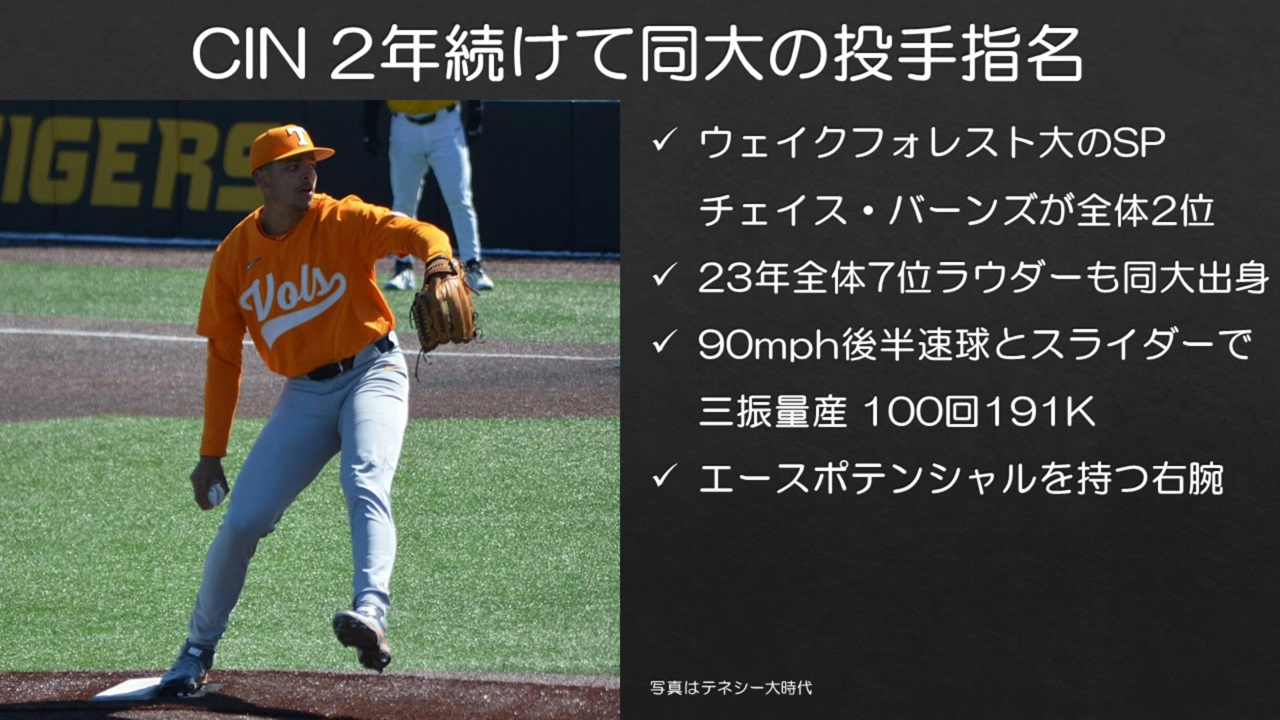 CIN 2年続けて同大の投手指名
TIGERS
T
Vols
✓ ウェイクフォレスト大のSP
チェイス・バーンズが全体2位
✓ 23年全体7位ラウダーも同大出身
✓ 90mph後半速球とスライダーで
三振量産 100回191K
✓ エースポテンシャルを持つ右腕
写真はテネシー大時代